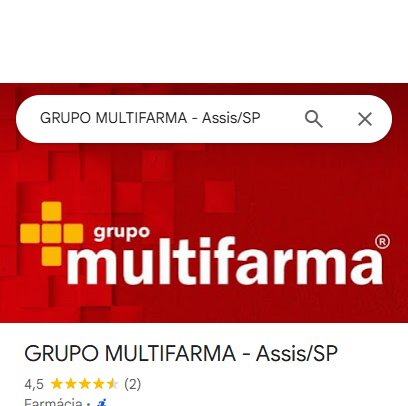 GRUPO MULTIFARMA - Assis/SP
grupo
multifarma®
GRUPO MULTIFARMA - Assis/SP
4,5 (2)
Farmácia ·